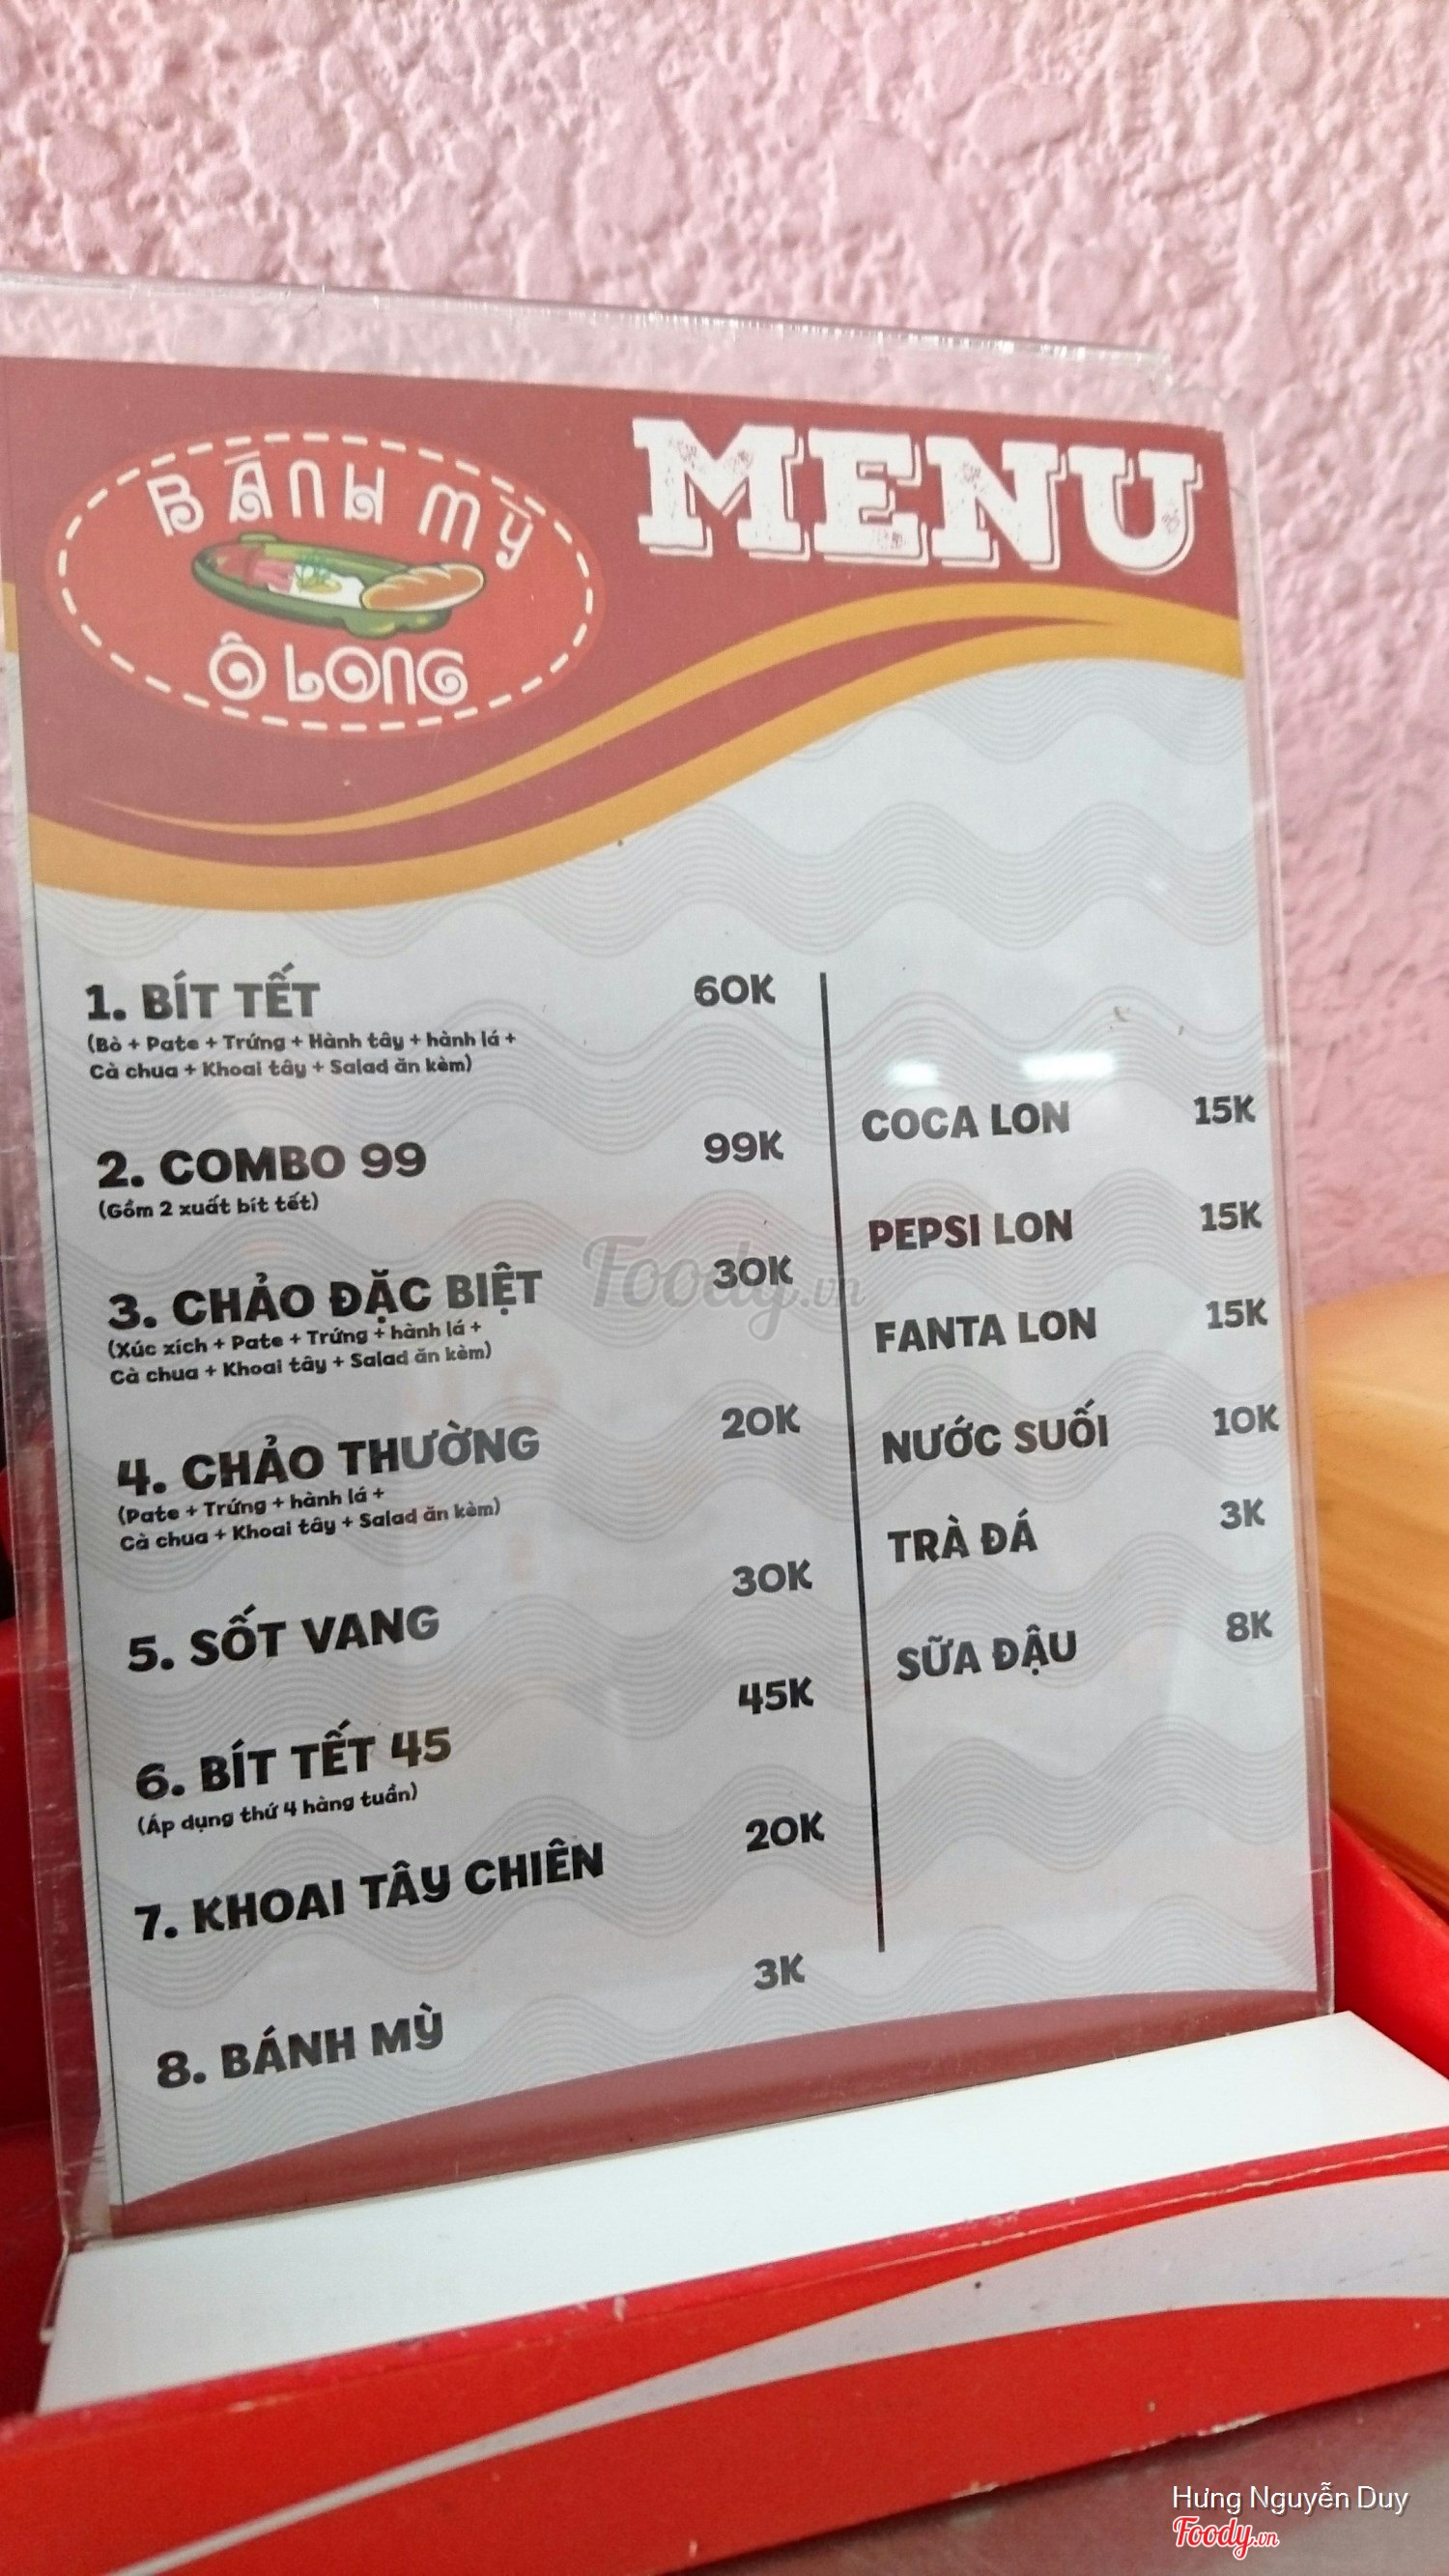 BÁNH MỲ
Ô LONG
MENU
1. BÍT TẾT 60K
(Bò + Pate + Trứng + Hành tây + hành lá +
Cà chua + Khoai tây + Salad ăn kèm)
2. COMBO 99 99K
(Gồm 2 xuất bít tết)
3. CHẢO ĐẶC BIỆT 30K
(Xúc xích + Pate + Trứng + hành lá +
Cà chua + Khoai tây + Salad ăn kèm)
4. CHẢO THƯỜNG 20K
(Pate + Trứng + hành lá +
Cà chua + Khoai tây + Salad ăn kèm)
5. SỐT VANG 30K
6. BÍT TẾT 45 45K
(Áp dụng thứ 4 hàng tuần)
7. KHOAI TÂY CHIÊN 20K
8. BÁNH MỲ 3K
COCA LON 15K
PEPSI LON 15K
FANTA LON 15K
NƯỚC SUỐI 10K
TRÀ ĐÁ 3K
SỮA ĐẬU 8K
Foody.vn
Hưng Nguyễn Duy
Foody.vn